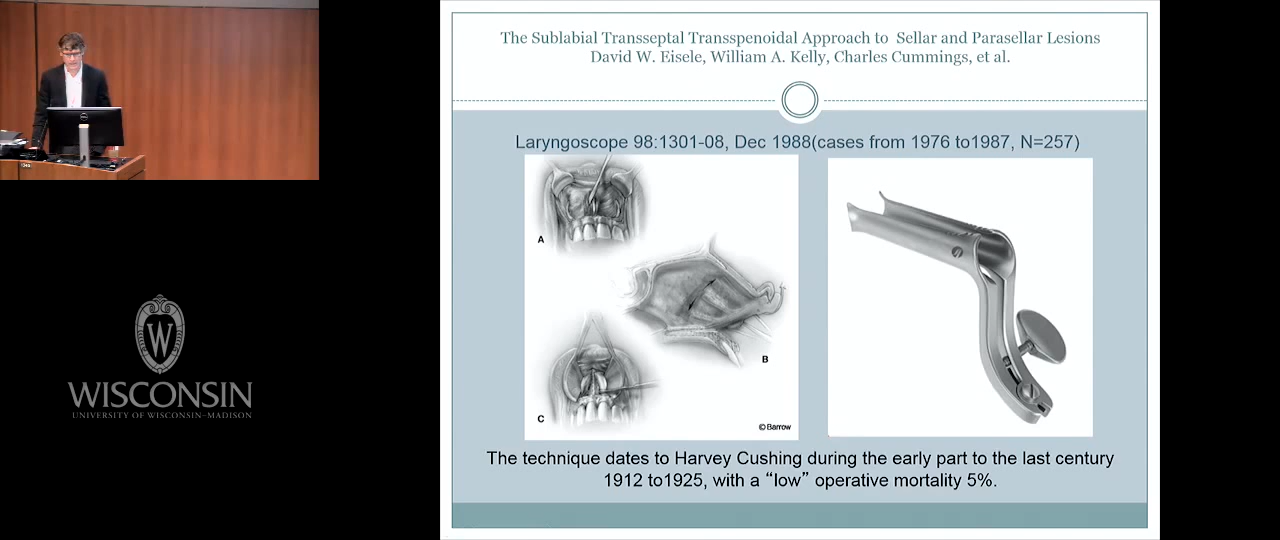 The Sublabial Transseptal Transspenoidal Approach to Sellar and Parasellar Lesions
David W. Eisele, William A. Kelly, Charles Cummings, et al.
Laryngoscope 98:1301-08, Dec 1988(cases from 1976 to1987, N=257)
A
B
C
© Barrow
The technique dates to Harvey Cushing during the early part to the last century
1912 to1925, with a “low” operative mortality 5%.
W
WISCONSIN
UNIVERSITY OF WISCONSIN–MADISON